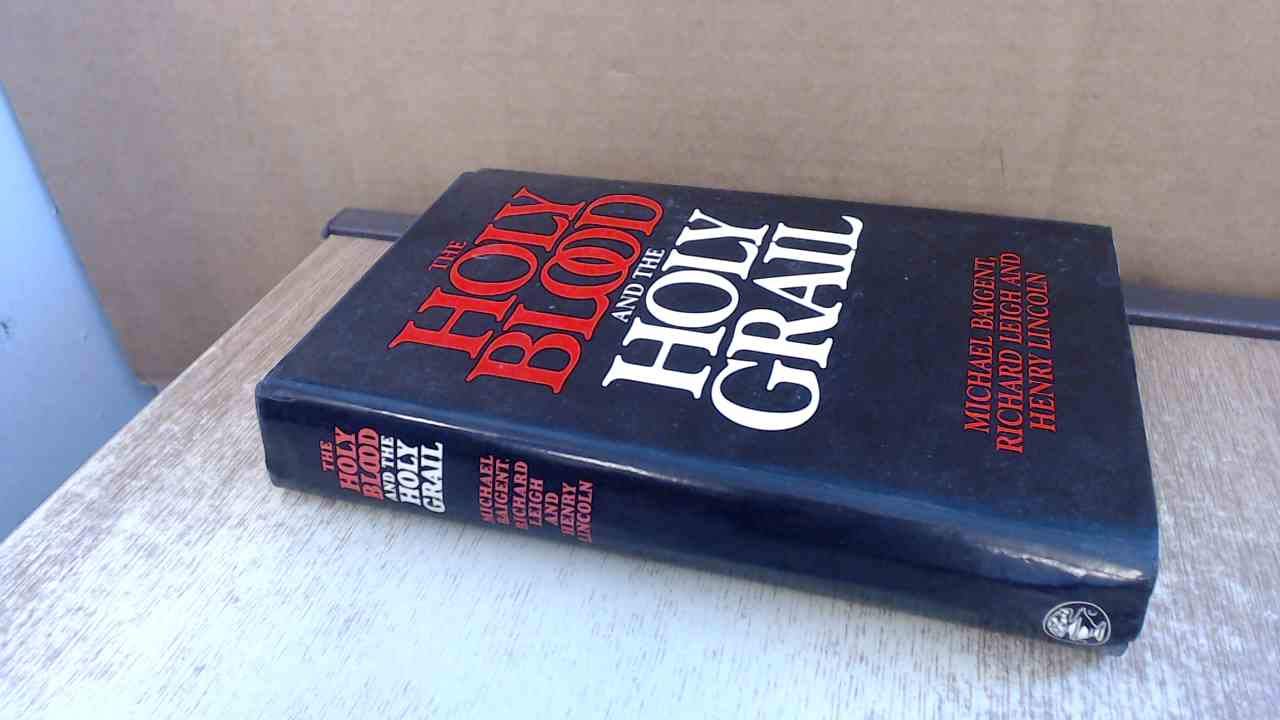 THE
HOLY
BLOOD
AND THE
HOLY
GRAIL
MICHAEL BAIGENT,
RICHARD LEIGH AND
HENRY LINCOLN
THE
HOLY
BLOOD
AND THE
HOLY
GRAIL
MICHAEL
BAIGENT,
RICHARD
LEIGH
AND
HENRY
LINCOLN